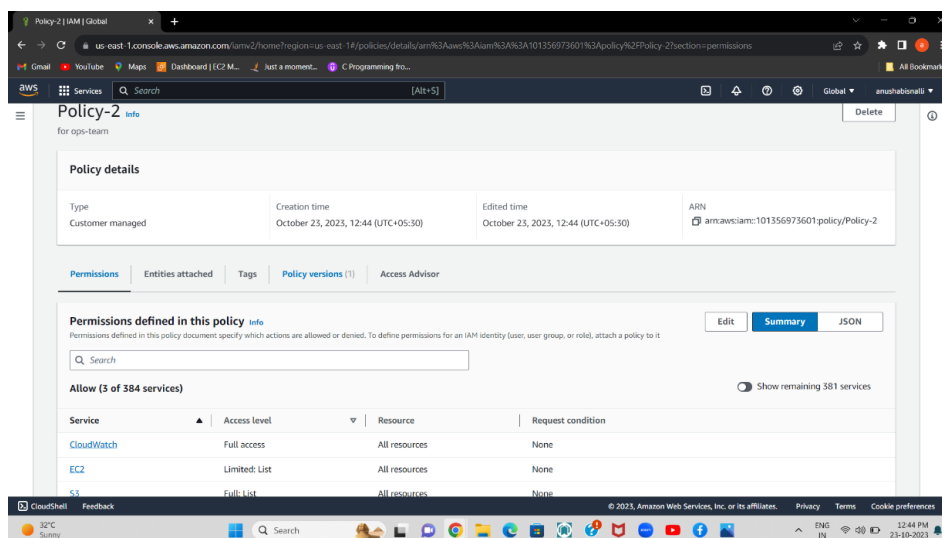 Policy-2 | IAM | Global
us-east-1.console.aws.amazon.com/iamv2/home?region=us-east-1#/policies/details/arn%3Aaws%3Aiam%3A%3A101356973601%3Apolicy%2FPolicy-2?section=permissions
Gmail YouTube Maps Dashboard | EC2 M... Just a moment... C Programming fro... All Bookmark
aws Services Search [Alt+S] Global anushabisnalli
Policy-2 Info Delete
for ops-team
Policy details
Type Creation time Edited time ARN
Customer managed October 23, 2023, 12:44 (UTC+05:30) October 23, 2023, 12:44 (UTC+05:30) arn:aws:iam::101356973601:policy/Policy-2
Permissions Entities attached Tags Policy versions (1) Access Advisor
Permissions defined in this policy Info Edit Summary JSON
Permissions defined in this policy document specify which actions are allowed or denied. To define permissions for an IAM identity (user, user group, or role), attach a policy to it
Search
Allow (3 of 384 services) Show remaining 381 services
Service Access level Resource Request condition
CloudWatch Full access All resources None
EC2 Limited: List All resources None
S3 Full: List All resources None
CloudShell Feedback © 2023, Amazon Web Services, Inc. or its affiliates. Privacy Terms Cookie preferences
32°C Search ENG 12:44 PM
Sunny IN 23-10-2023